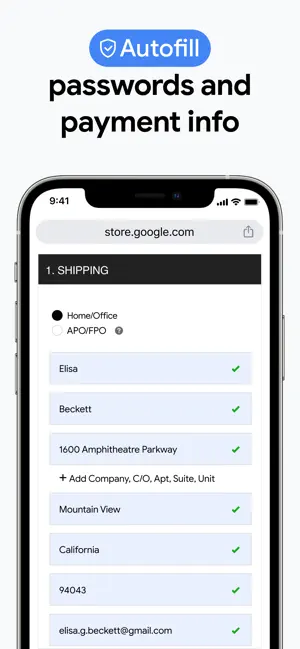 Autofill
passwords and
payment info
9:41
store.google.com
1. SHIPPING
Home/Office
APO/FPO ?
Elisa
Beckett
1600 Amphitheatre Parkway
+ Add Company, C/O, Apt, Suite, Unit
Mountain View
California
94043
elisa.g.beckett@gmail.com